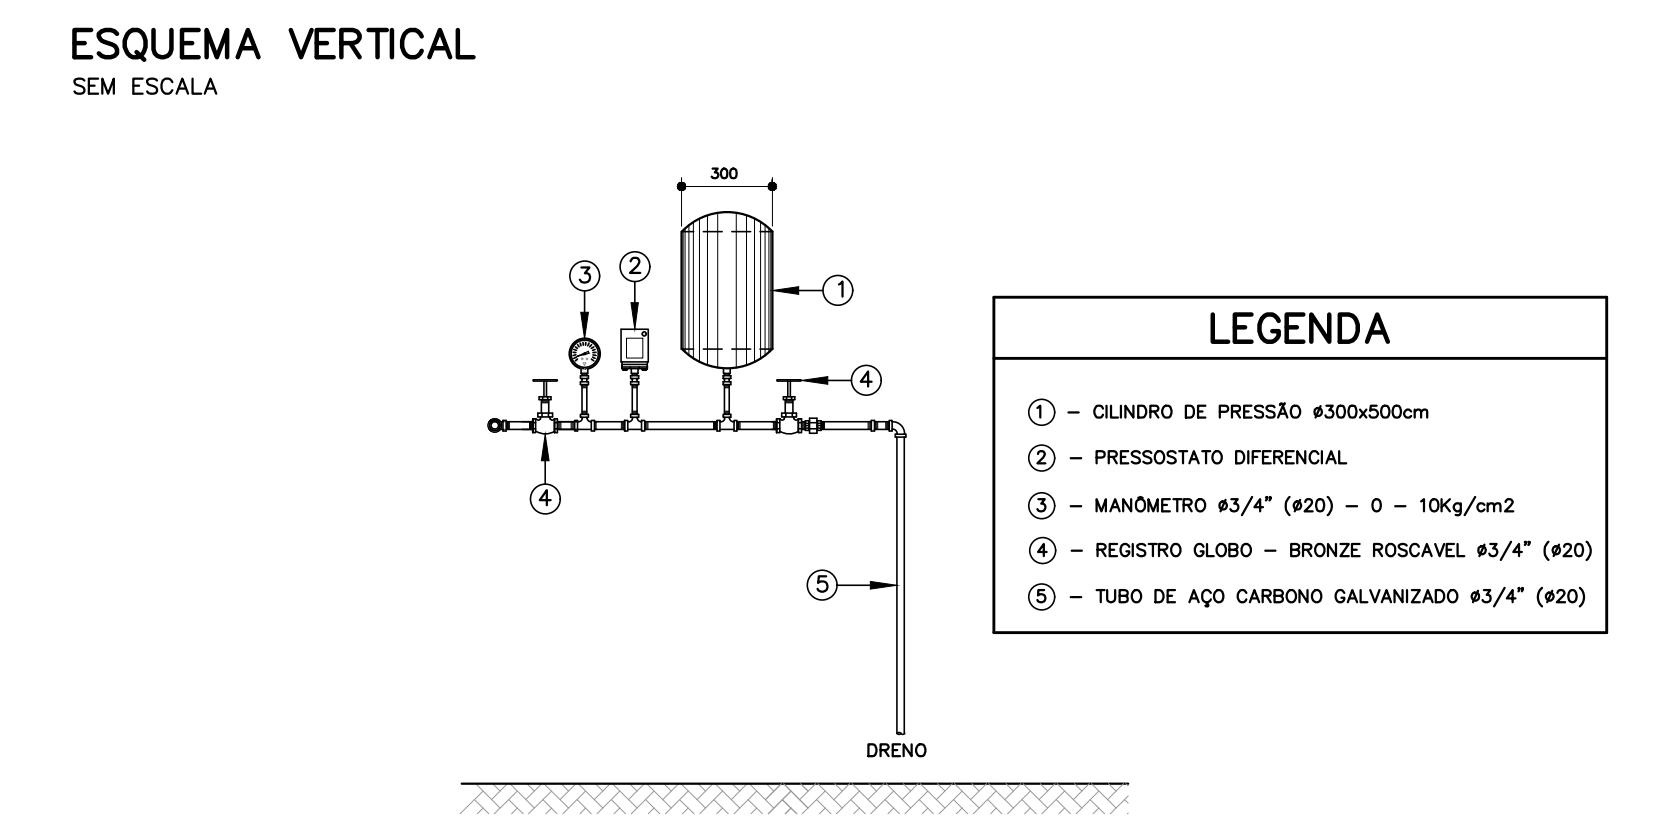 ESQUEMA VERTICAL
SEM ESCALA
300
3
2
1
4
4
5
DRENO
LEGENDA
1 – CILINDRO DE PRESSÃO ø300x500cm
2 – PRESSOSTATO DIFERENCIAL
3 – MANÔMETRO ø3/4" (ø20) – 0 – 10Kg/cm2
4 – REGISTRO GLOBO – BRONZE ROSCAVEL ø3/4" (ø20)
5 – TUBO DE AÇO CARBONO GALVANIZADO ø3/4" (ø20)